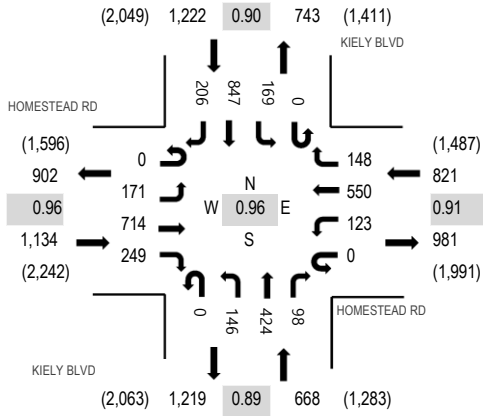 (2,049) 1,222 0.90 743 (1,411)
KIELY BLVD
HOMESTEAD RD
206 847 169 0
(1,596) (1,487)
0 148
902 821
171 550
N
0.96 W 0.96 E 0.91
714 123
S
1,134 981
249 0
(2,242) (1,991)
0 146 424 98
HOMESTEAD RD
KIELY BLVD
(2,063) 1,219 0.89 668 (1,283)